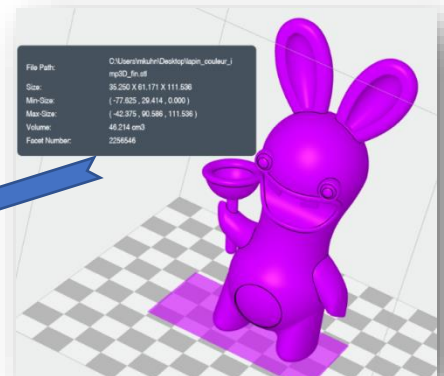 File Path: C:\Users\mkuhn\Desktop\lapin_couleur_i
mp3D_fin.stl
Size: 35.250 X 61.171 X 111.536
Min-Size: ( -77.625 , 29.414 , 0.000 )
Max-Size: ( -42.375 , 90.586 , 111.536 )
Volume: 46.214 cm3
Facet Number: 2256546